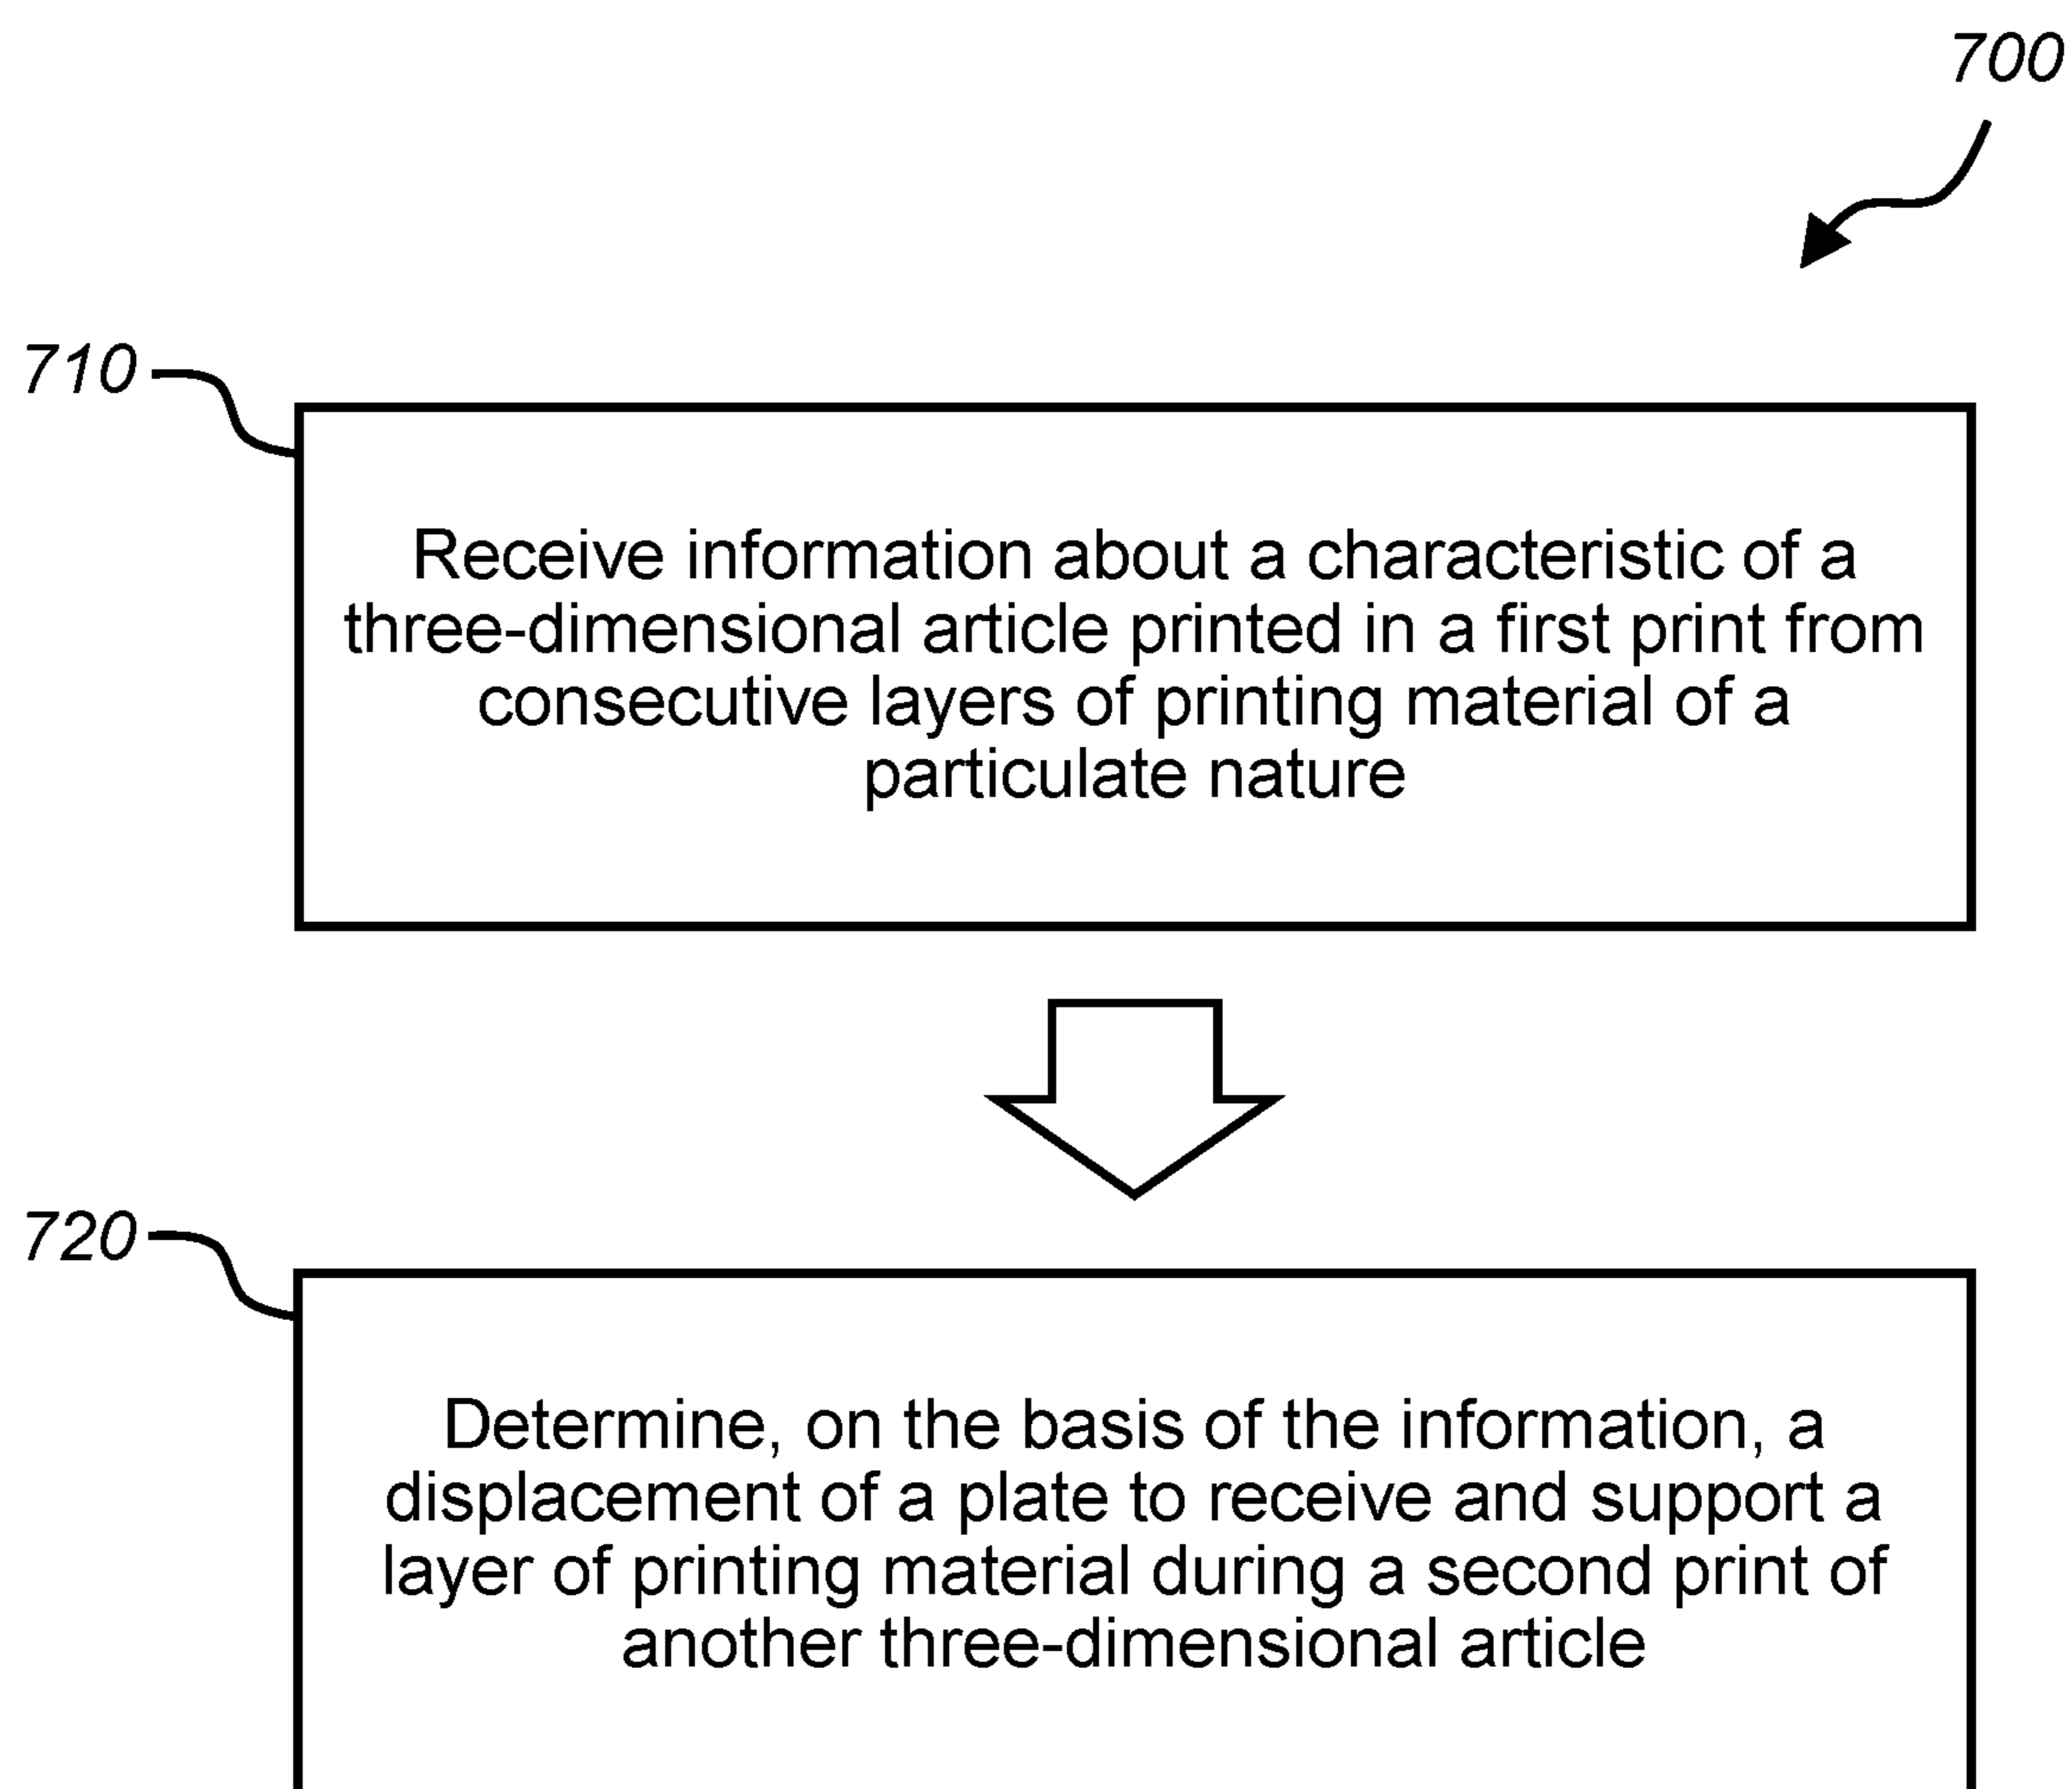 700
710
Receive information about a characteristic of a
three-dimensional article printed in a first print from
consecutive layers of printing material of a
particulate nature
720
Determine, on the basis of the information, a
displacement of a plate to receive and support a
layer of printing material during a second print of
another three-dimensional article